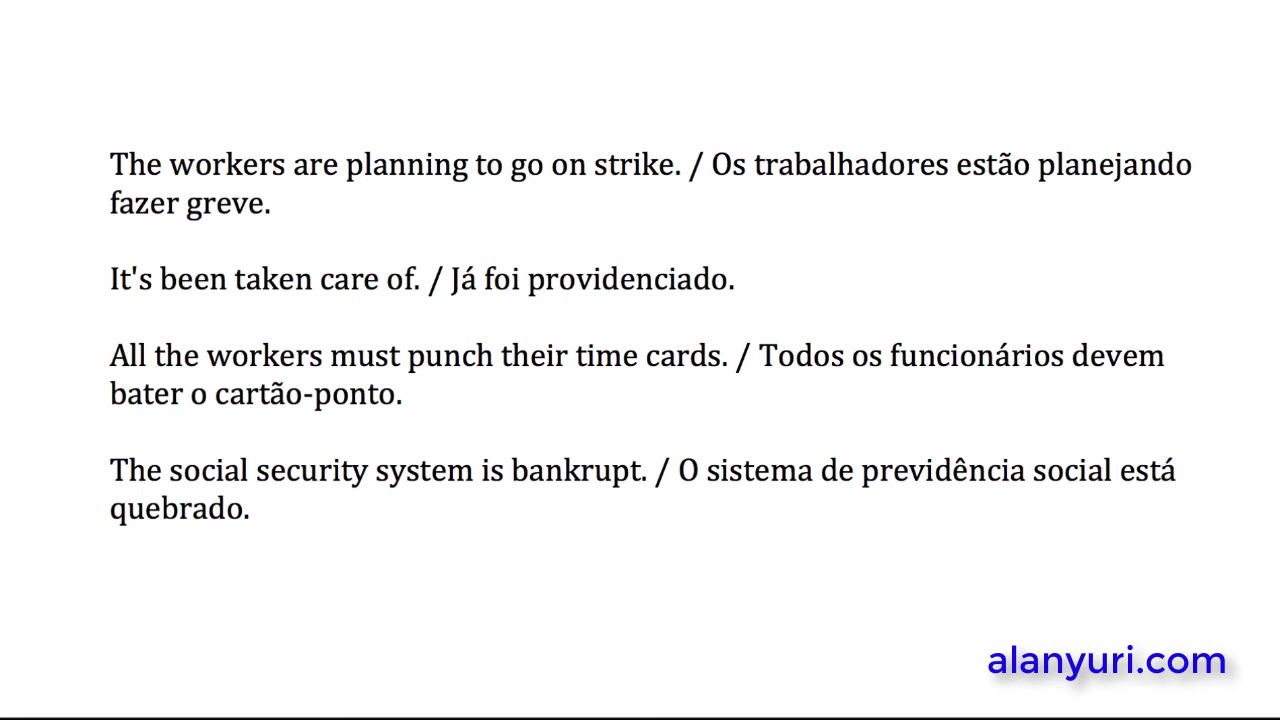 The workers are planning to go on strike. / Os trabalhadores estão planejando
fazer greve.
It's been taken care of. / Já foi providenciado.
All the workers must punch their time cards. / Todos os funcionários devem
bater o cartão-ponto.
The social security system is bankrupt. / O sistema de previdência social está
quebrado.
alanyuri.com